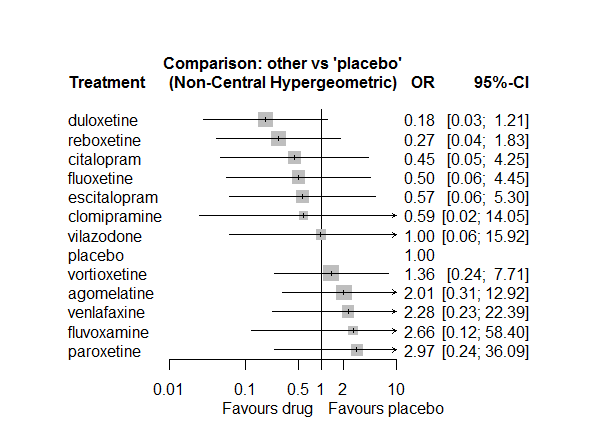 Comparison: other vs 'placebo'
Treatment (Non-Central Hypergeometric) OR 95%-CI
duloxetine 0.18 [0.03; 1.21]
reboxetine 0.27 [0.04; 1.83]
citalopram 0.45 [0.05; 4.25]
fluoxetine 0.50 [0.06; 4.45]
escitalopram 0.57 [0.06; 5.30]
clomipramine 0.59 [0.02; 14.05]
vilazodone 1.00 [0.06; 15.92]
placebo 1.00
vortioxetine 1.36 [0.24; 7.71]
agomelatine 2.01 [0.31; 12.92]
venlafaxine 2.28 [0.23; 22.39]
fluvoxamine 2.66 [0.12; 58.40]
paroxetine 2.97 [0.24; 36.09]
0.01 0.1 0.5 1 2 10
Favours drug Favours placebo